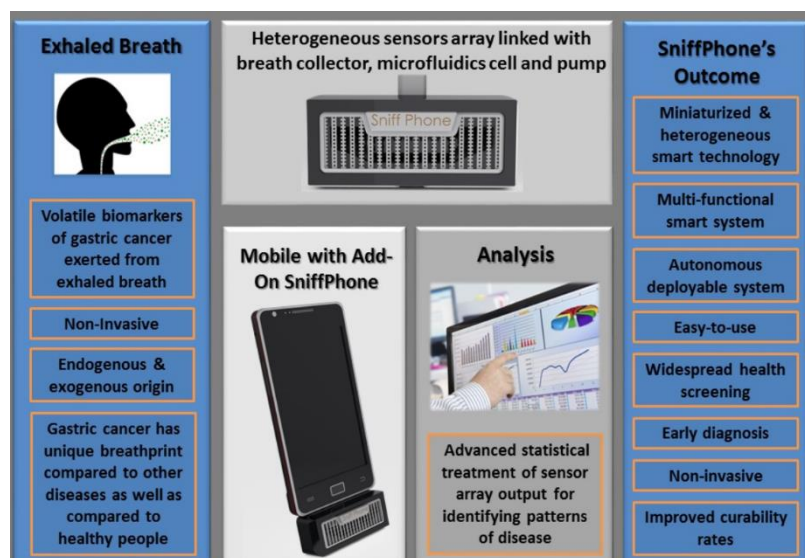 Exhaled Breath
Volatile biomarkers
of gastric cancer
exerted from
exhaled breath
Non-Invasive
Endogenous &
exogenous origin
Gastric cancer has
unique breathprint
compared to other
diseases as well as
compared to
healthy people
Heterogeneous sensors array linked with
breath collector, microfluidics cell and pump
Sniff Phone
Mobile with Add-
On SniffPhone
Analysis
Advanced statistical
treatment of sensor
array output for
identifying patterns
of disease
SniffPhone's
Outcome
Miniaturized &
heterogeneous
smart technology
Multi-functional
smart system
Autonomous
deployable system
Easy-to-use
Widespread health
screening
Early diagnosis
Non-invasive
Improved curability
rates